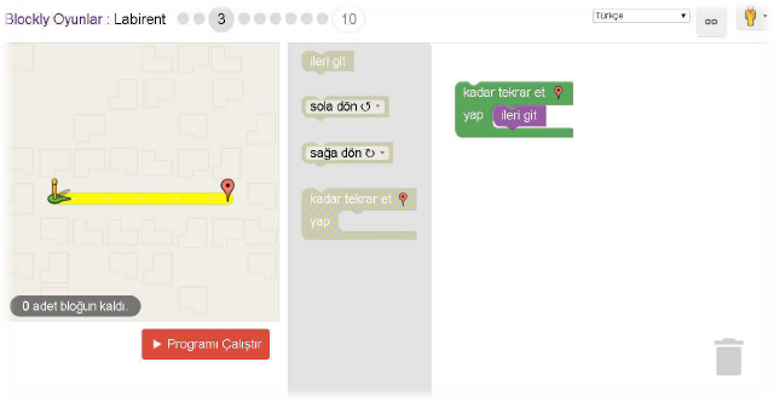 Blockly Oyunlar : Labirent 3 10
Türkçe
ileri git
sola dön ↺
sağa dön ↻
kadar tekrar et
yap
kadar tekrar et
yap ileri git
0 adet bloğun kaldı.
Programı Çalıştır